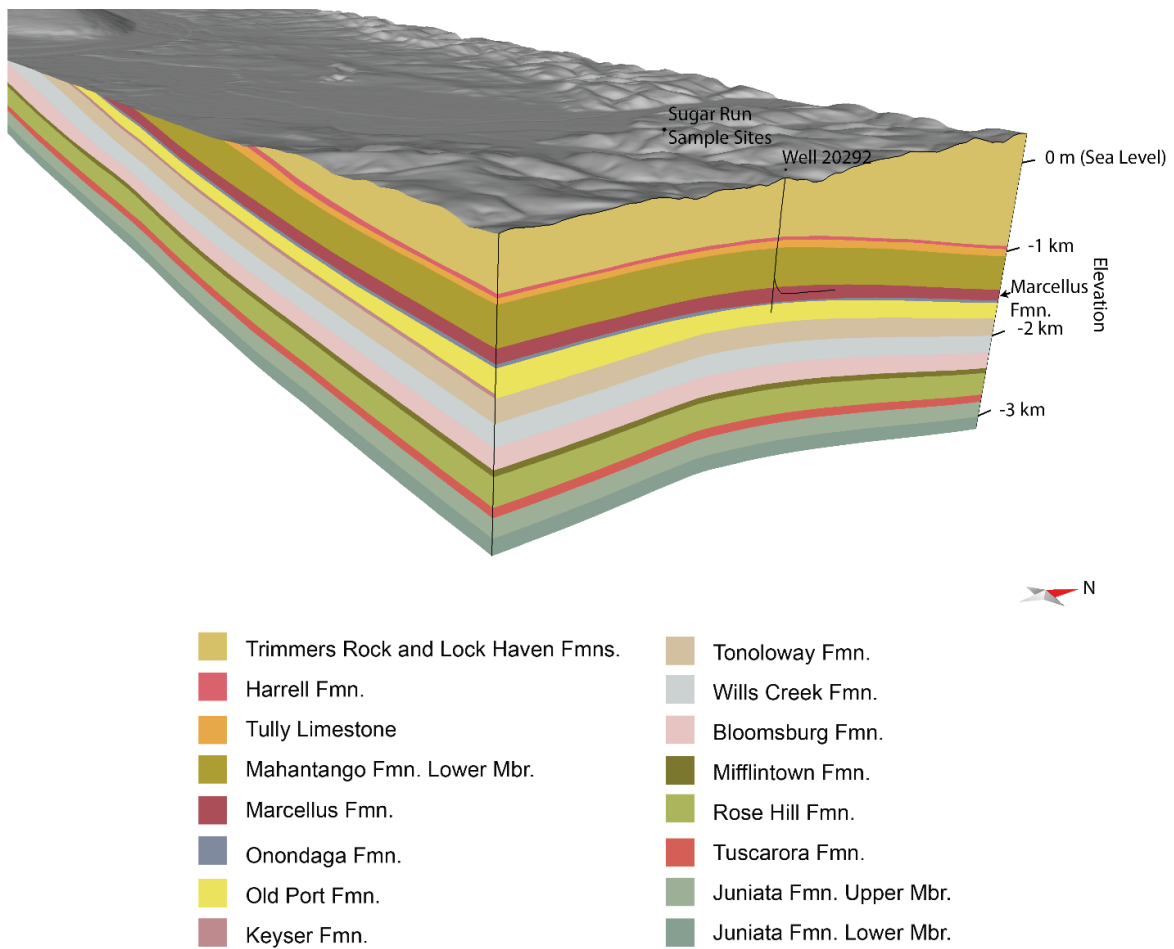 Sugar Run
Sample Sites
Well 20292
0 m (Sea Level)
-1 km
Elevation
Marcellus
Fmn.
-2 km
-3 km
N
Trimmers Rock and Lock Haven Fmns.
Harrell Fmn.
Tully Limestone
Mahantango Fmn. Lower Mbr.
Marcellus Fmn.
Onondaga Fmn.
Old Port Fmn.
Keyser Fmn.
Tonoloway Fmn.
Wills Creek Fmn.
Bloomsburg Fmn.
Mifflintown Fmn.
Rose Hill Fmn.
Tuscarora Fmn.
Juniata Fmn. Upper Mbr.
Juniata Fmn. Lower Mbr.